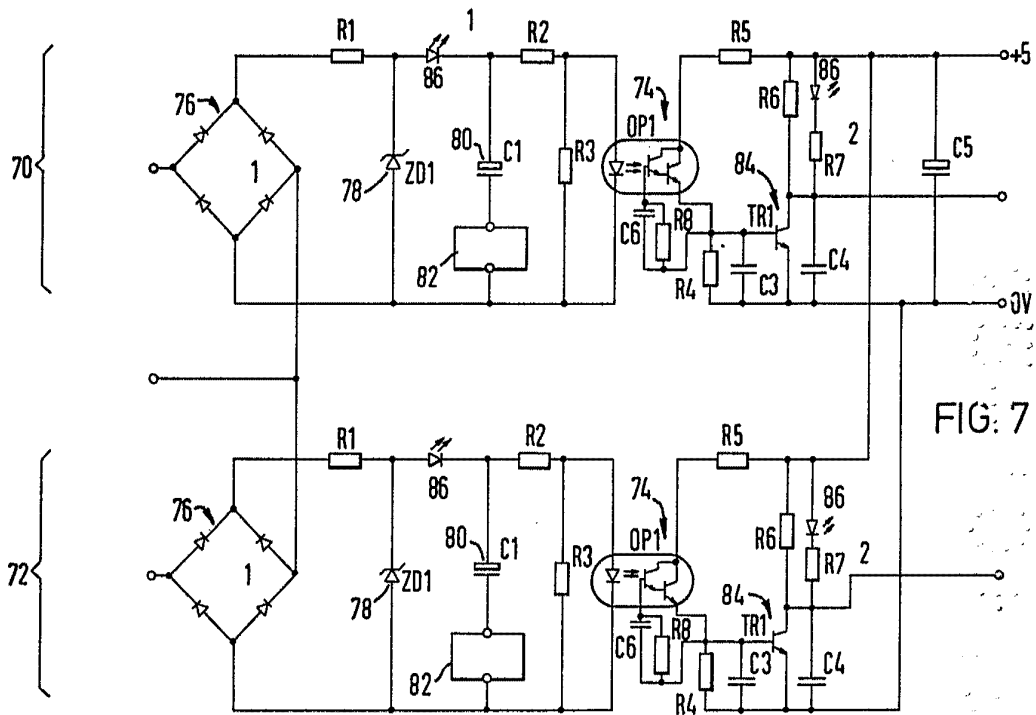 1
R1
R2
R5
+5
86
86
76
74
R6
80
C1
OP1
2
70
R3
C5
1
ZD1
R7
78
84
TR1
C6
R8
82
R4
C3
C4
0V
FIG. 7
R1
R2
R5
86
74
86
76
80
C1
OP1
R6
R3
2
72
1
ZD1
R7
78
84
TR1
C6
R8
82
R4
C3
C4